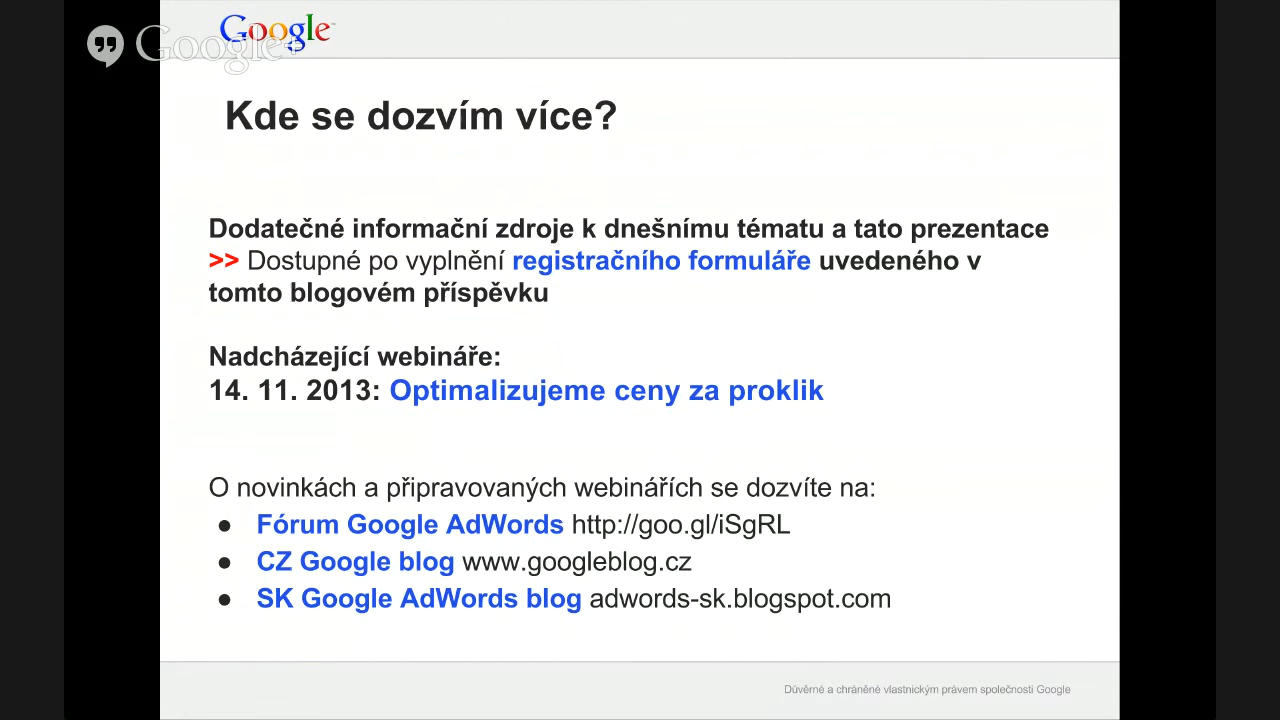 Google+
Google™
Kde se dozvím více?
Dodatečné informační zdroje k dnešnímu tématu a tato prezentace
>> Dostupné po vyplnění registračního formuláře uvedeného v
tomto blogovém příspěvku
Nadcházející webináře:
14. 11. 2013: Optimalizujeme ceny za proklik
O novinkách a připravovaných webinářích se dozvíte na:
● Fórum Google AdWords http://goo.gl/iSgRL
● CZ Google blog www.googleblog.cz
● SK Google AdWords blog adwords-sk.blogspot.com
Důvěrné a chráněné vlastnickým právem společnosti Google